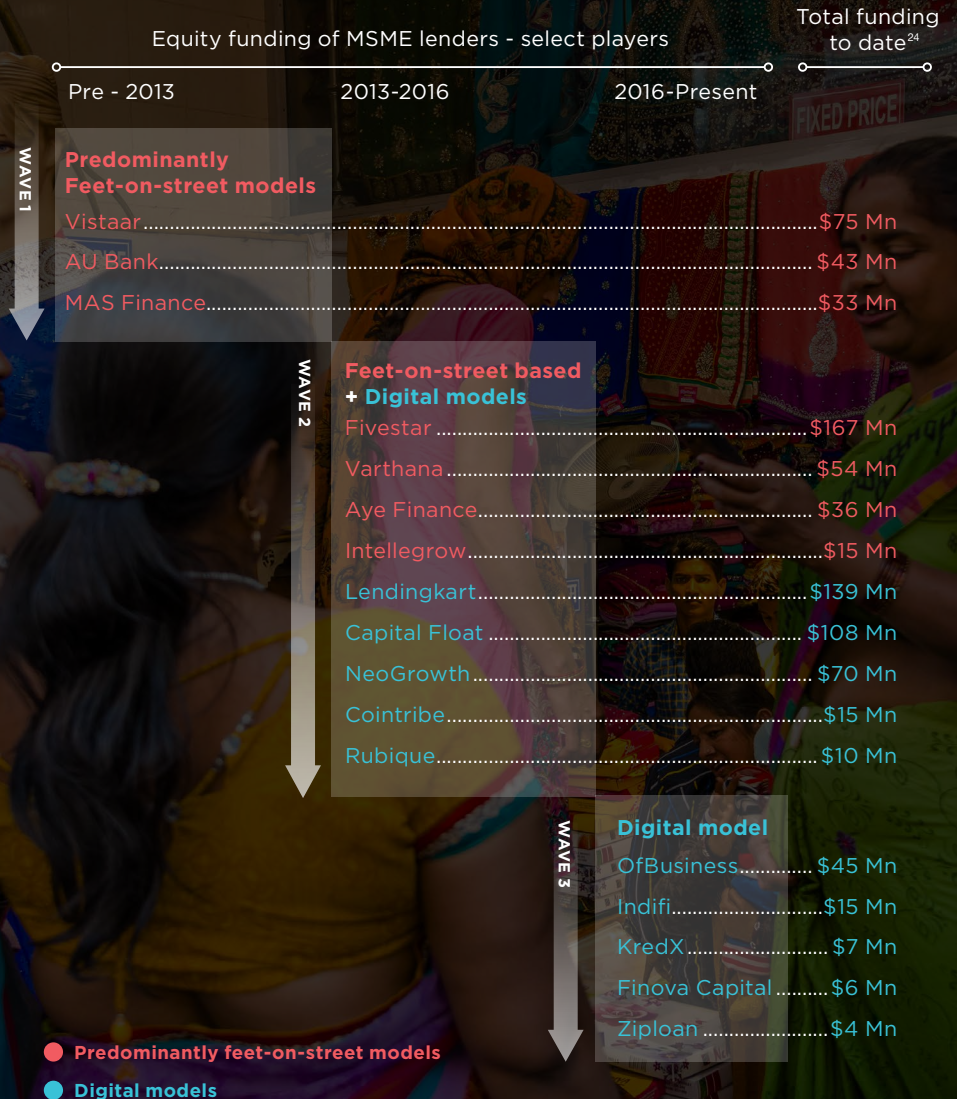 Equity funding of MSME lenders - select players
Total funding
to date24
Pre - 2013
2013-2016
2016-Present
FIXED PRICE
WAVE 1
Predominantly
Feet-on-street models
Vistaar........$75 Mn
AU Bank........$43 Mn
MAS Finance........$33 Mn
WAVE 2
Feet-on-street based
+ Digital models
Fivestar........$167 Mn
Varthana........$54 Mn
Aye Finance........$36 Mn
Intellegrow........$15 Mn
Lendingkart........$139 Mn
Capital Float........$108 Mn
NeoGrowth........$70 Mn
Cointribe........$15 Mn
Rubique........$10 Mn
WAVE 3
Digital model
OfBusiness........$45 Mn
Indifi........$15 Mn
KredX........$7 Mn
Finova Capital........$6 Mn
Ziploan........$4 Mn
Predominantly feet-on-street models
Digital models